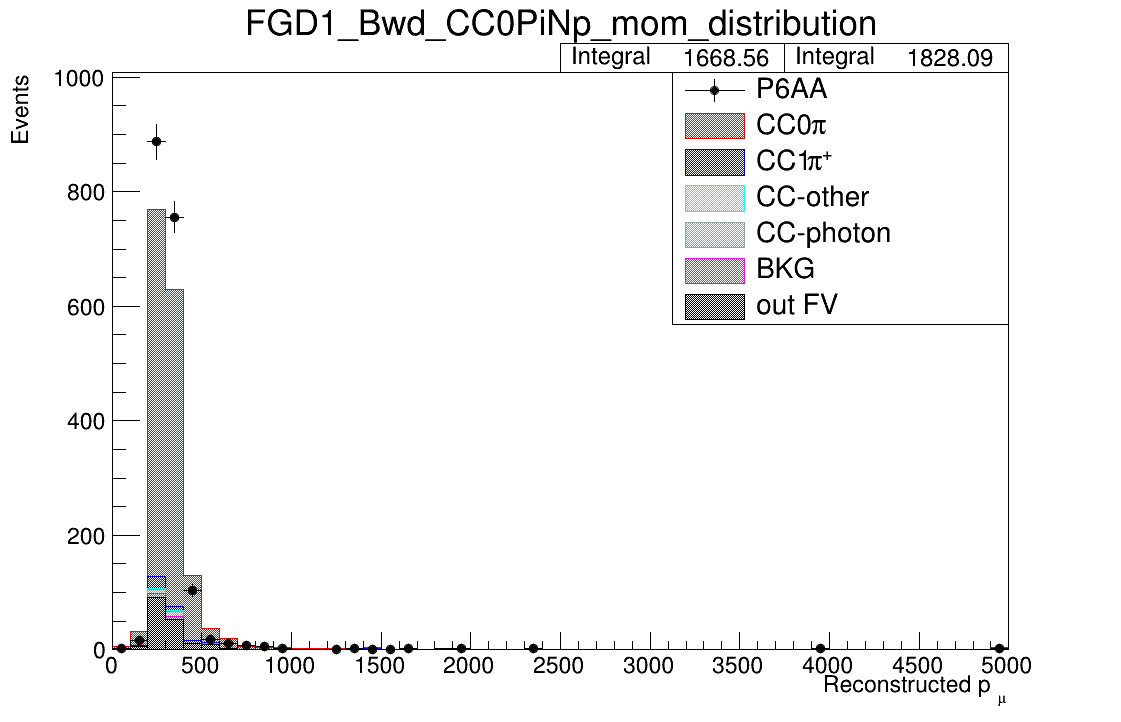 FGD1_Bwd_CC0PiNp_mom_distribution
Integral 1668.56 Integral 1828.09
P6AA
CC0π
CC1π⁺
CC-other
CC-photon
BKG
out FV
Events
1000
800
600
400
200
0
0 500 1000 1500 2000 2500 3000 3500 4000 4500 5000
Reconstructed p μ